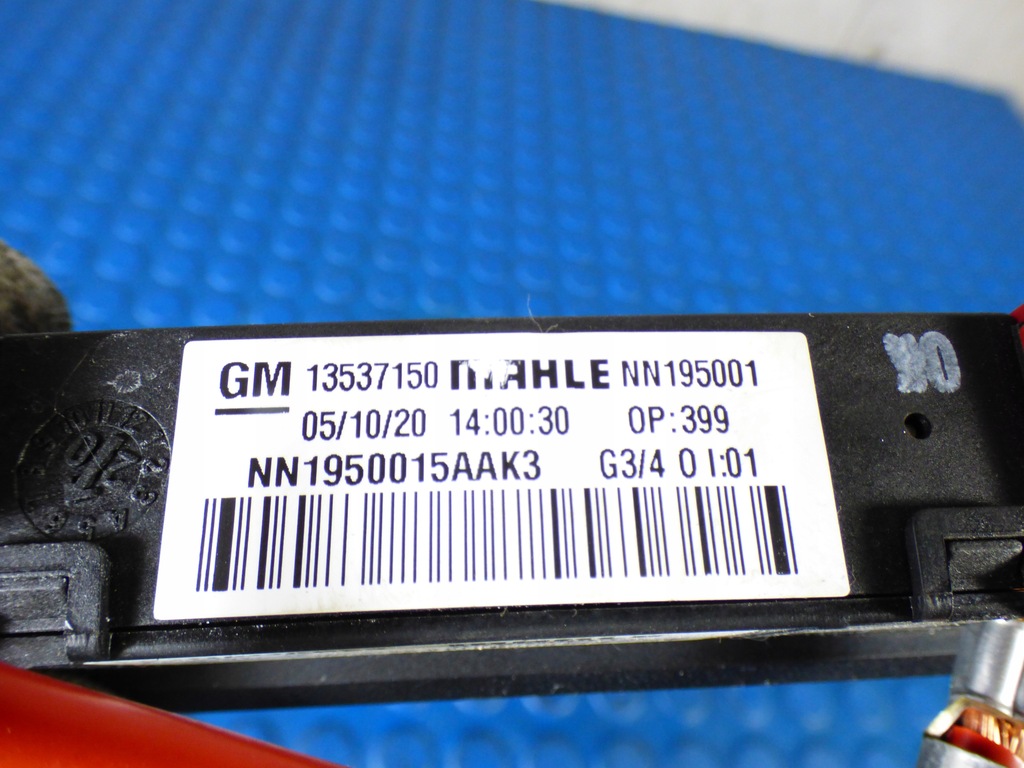 GM 13537150 MAHLE NN195001
05/10/20 14:00:30 OP:399
NN1950015AAK3 G3/4 0 I:01